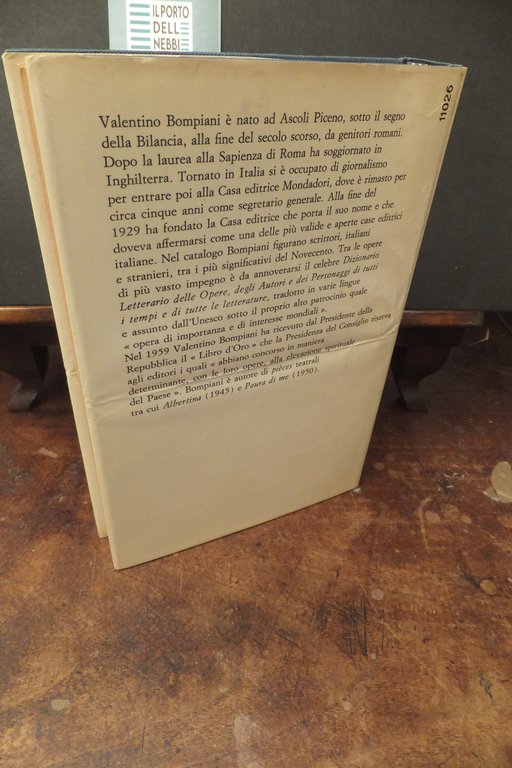 IL PORTO
DELL
NEBBI
11026
Valentino Bompiani è nato ad Ascoli Piceno, sotto il segno
della Bilancia, alla fine del secolo scorso, da genitori romani.
Dopo la laurea alla Sapienza di Roma ha soggiornato in
Inghilterra. Tornato in Italia si è occupato di giornalismo
per entrare poi alla Casa editrice Mondadori, dove è rimasto per
circa cinque anni come segretario generale. Alla fine del
1929 ha fondato la Casa editrice che porta il suo nome e che
doveva affermarsi come una delle più valide e aperte case editrici
italiane. Nel catalogo Bompiani figurano scrittori, italiani
e stranieri, tra i più significativi del Novecento. Tra le opere
di più vasto impegno è da annoverarsi il celebre Dizionario
Letterario delle Opere, degli Autori e dei Personaggi di tutti
i tempi e di tutte le letterature, tradotto in varie lingue
e assunto dall'Unesco sotto il proprio alto patrocinio quale
« opera di importanza e di interesse mondiali ».
Nel 1959 Valentino Bompiani ha ricevuto dal Presidente della
Repubblica il « Libro d'Oro » che la Presidenza del Consiglio riserva
agli editori i quali « abbiano concorso in maniera
determinante, con le loro opere, alla elevazione spirituale
del Paese ». Bompiani è autore di pièces teatrali
tra cui Albertina (1945) e Paura di me (1950).